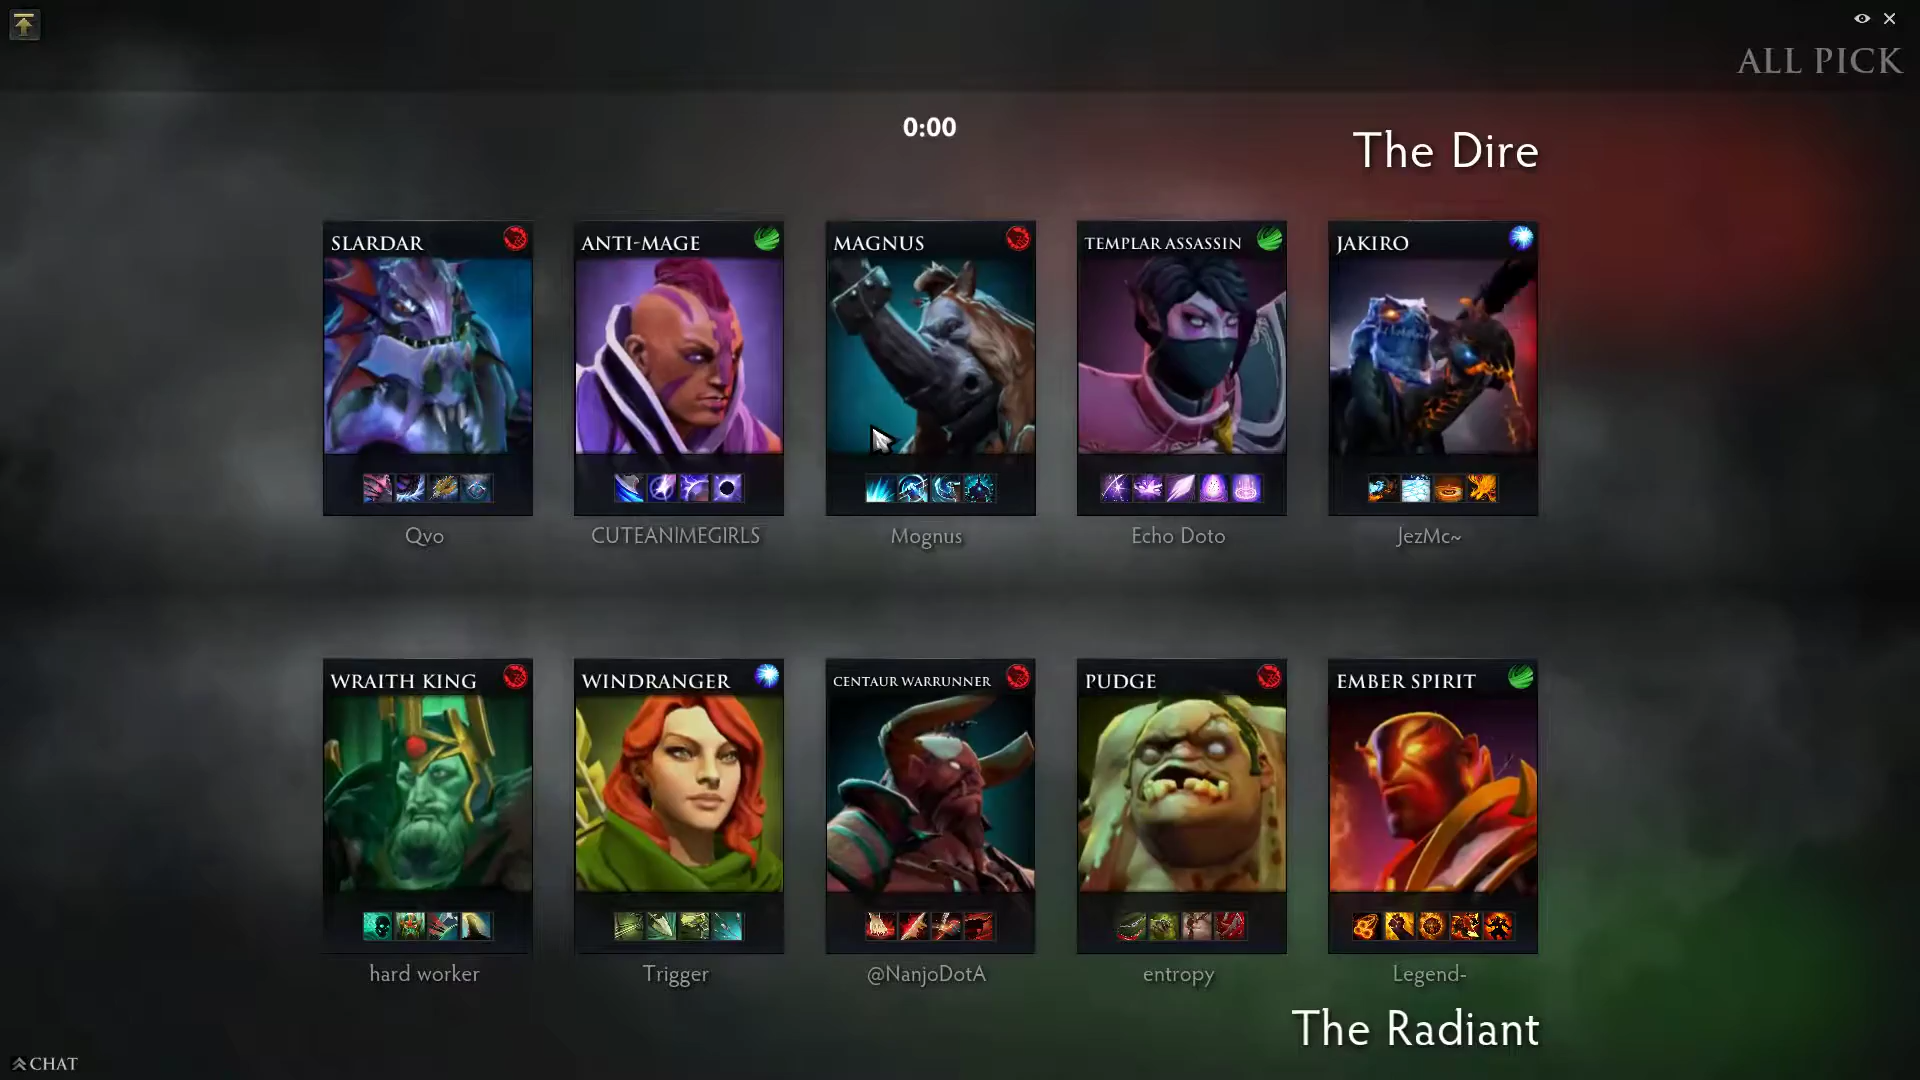 ALL PICK
0:00
The Dire
SLARDAR
ANTI-MAGE
MAGNUS
TEMPLAR ASSASSIN
JAKIRO
Qvo
CUTEANIMEGIRLS
Mognus
Echo Doto
JezMc~
WRAITH KING
WINDRANGER
CENTAUR WARRUNNER
PUDGE
EMBER SPIRIT
hard worker
Trigger
@NanjoDotA
entropy
Legend-
The Radiant
CHAT